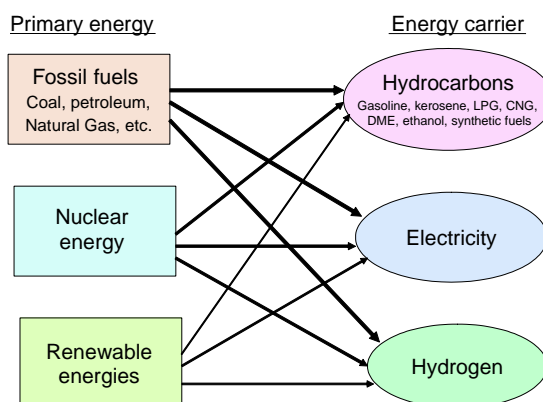 Primary energy
Energy carrier
Fossil fuels
Coal, petroleum,
Natural Gas, etc.
Hydrocarbons
Gasoline, kerosene, LPG, CNG,
DME, ethanol, synthetic fuels
Nuclear
energy
Electricity
Renewable
energies
Hydrogen